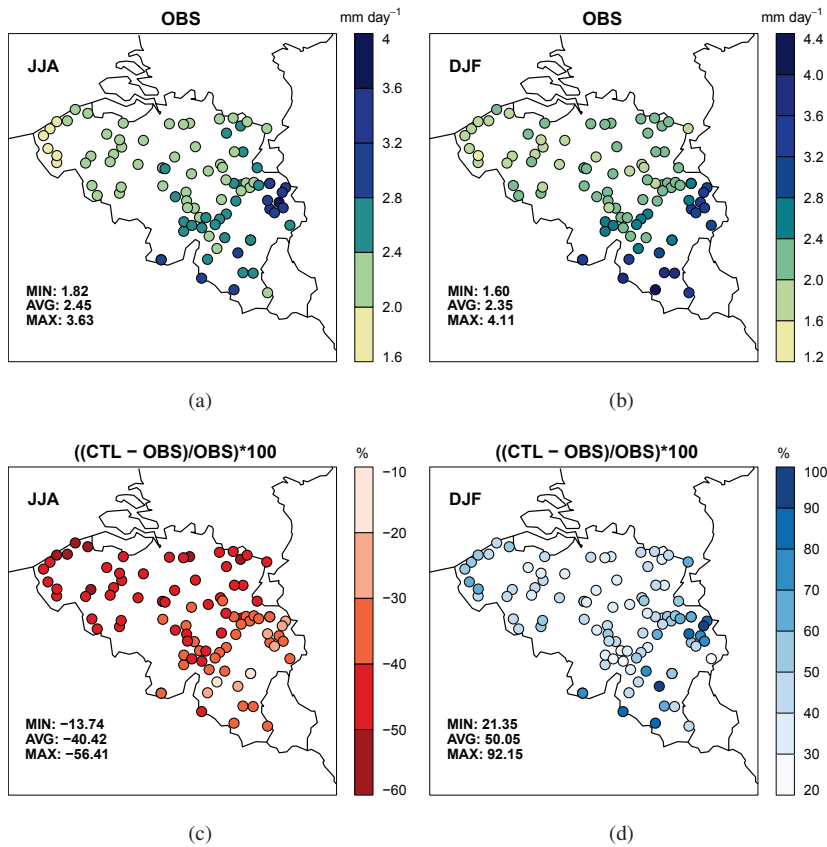 OBS
mm day⁻¹
JJA
4
3.6
3.2
2.8
2.4
2.0
1.6
MIN: 1.82
AVG: 2.45
MAX: 3.63
(a)
OBS
mm day⁻¹
DJF
4.4
4.0
3.6
3.2
2.8
2.4
2.0
1.6
1.2
MIN: 1.60
AVG: 2.35
MAX: 4.11
(b)
((CTL − OBS)/OBS)*100
%
JJA
−10
−20
−30
−40
−50
−60
MIN: −13.74
AVG: −40.42
MAX: −56.41
(c)
((CTL − OBS)/OBS)*100
%
DJF
100
90
80
70
60
50
40
30
20
MIN: 21.35
AVG: 50.05
MAX: 92.15
(d)